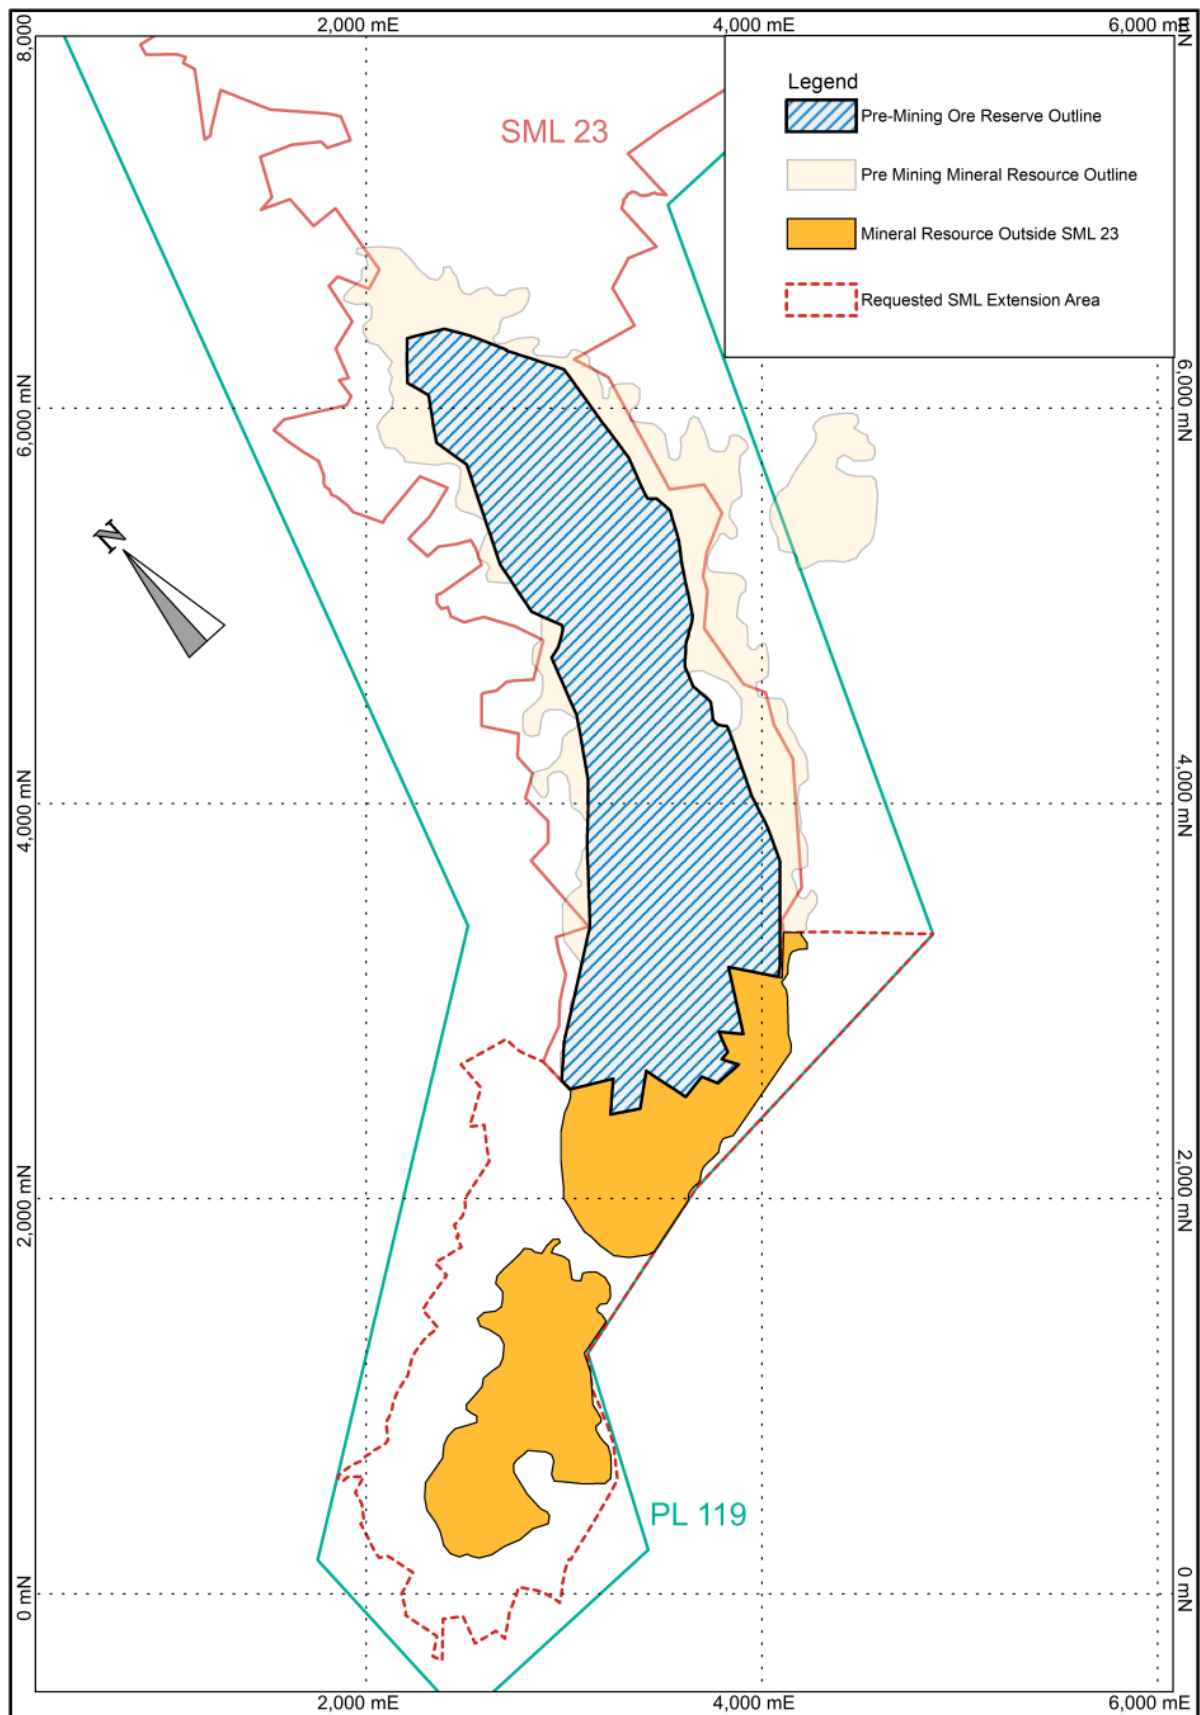 2,000 mE
4,000 mE
6,000 mE
8,000
mN
Legend
Pre-Mining Ore Reserve Outline
Pre Mining Mineral Resource Outline
Mineral Resource Outside SML 23
Requested SML Extension Area
SML 23
6,000 mN
6,000 mN
N
4,000 mN
4,000 mN
2,000 mN
2,000 mN
PL 119
0 mN
0 mN
2,000 mE
4,000 mE
6,000 mE